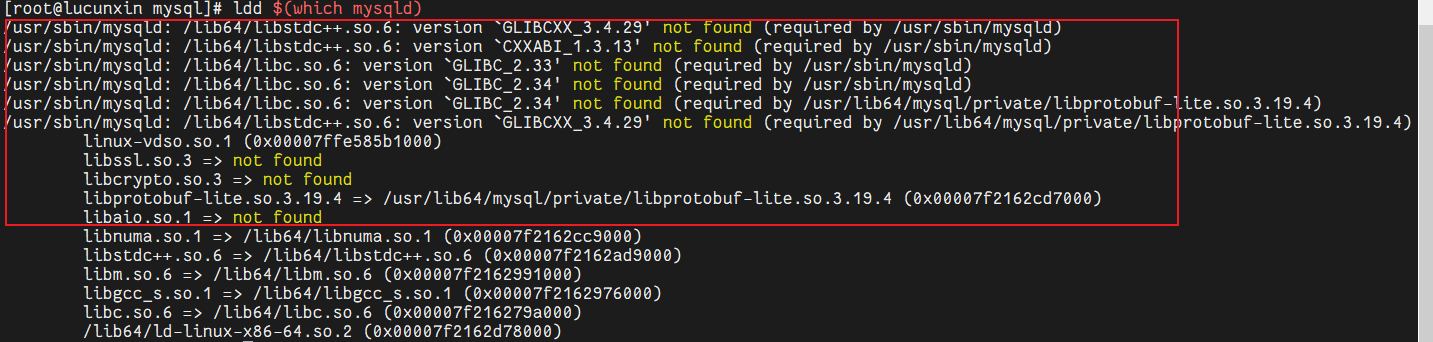 [root@lucunxin mysql]# ldd $(which mysqld)
/usr/sbin/mysqld: /lib64/libstdc++.so.6: version `GLIBCXX_3.4.29' not found (required by /usr/sbin/mysqld)
/usr/sbin/mysqld: /lib64/libstdc++.so.6: version `CXXABI_1.3.13' not found (required by /usr/sbin/mysqld)
/usr/sbin/mysqld: /lib64/libc.so.6: version `GLIBC_2.33' not found (required by /usr/sbin/mysqld)
/usr/sbin/mysqld: /lib64/libc.so.6: version `GLIBC_2.34' not found (required by /usr/sbin/mysqld)
/usr/sbin/mysqld: /lib64/libc.so.6: version `GLIBC_2.34' not found (required by /usr/lib64/mysql/private/libprotobuf-lite.so.3.19.4)
/usr/sbin/mysqld: /lib64/libstdc++.so.6: version `GLIBCXX_3.4.29' not found (required by /usr/lib64/mysql/private/libprotobuf-lite.so.3.19.4)
linux-vdso.so.1 (0x00007ffe585b1000)
libssl.so.3 => not found
libcrypto.so.3 => not found
libprotobuf-lite.so.3.19.4 => /usr/lib64/mysql/private/libprotobuf-lite.so.3.19.4 (0x00007f2162cd7000)
libaio.so.1 => not found
libnuma.so.1 => /lib64/libnuma.so.1 (0x00007f2162cc9000)
libstdc++.so.6 => /lib64/libstdc++.so.6 (0x00007f2162ad9000)
libm.so.6 => /lib64/libm.so.6 (0x00007f2162991000)
libgcc_s.so.1 => /lib64/libgcc_s.so.1 (0x00007f2162976000)
libc.so.6 => /lib64/libc.so.6 (0x00007f216279a000)
/lib64/ld-linux-x86-64.so.2 (0x00007f2162d78000)